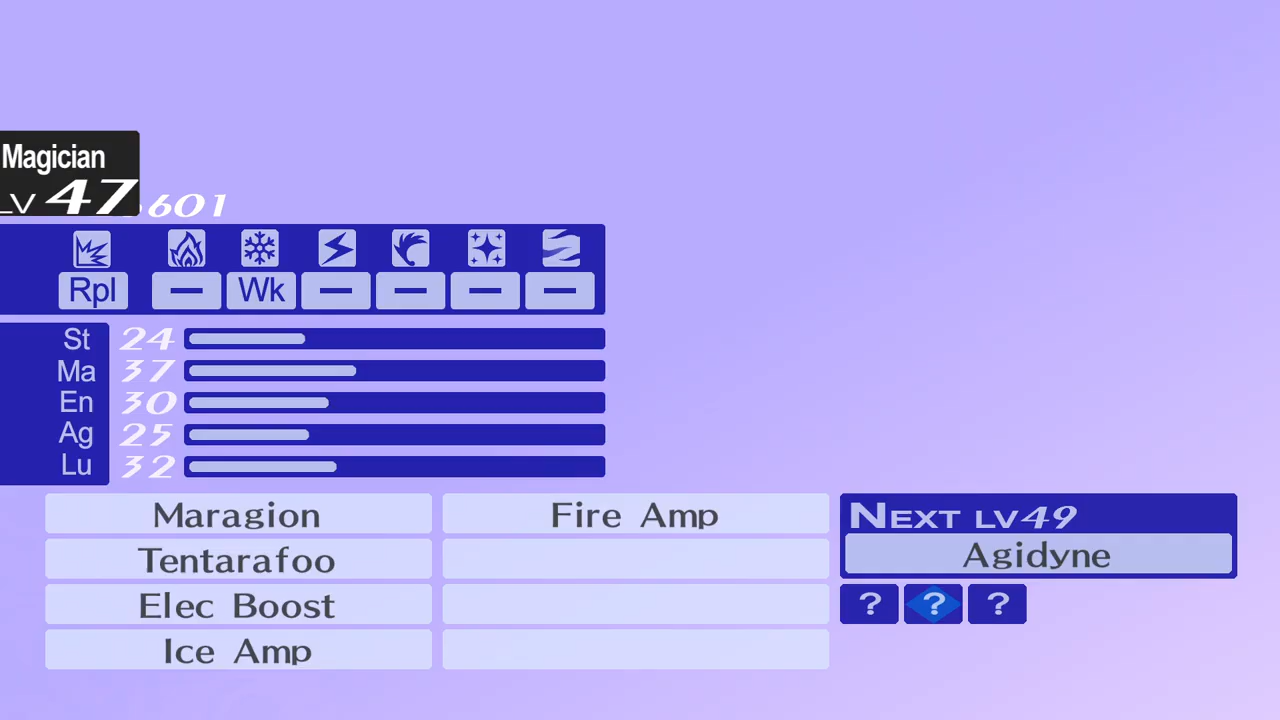 Magician
LV 47
601
Rpl — Wk — — — —
St 24
Ma 37
En 30
Ag 25
Lu 32
Maragion Fire Amp
Tentarafoo
Elec Boost
Ice Amp
NEXT LV49
Agidyne
? ? ?